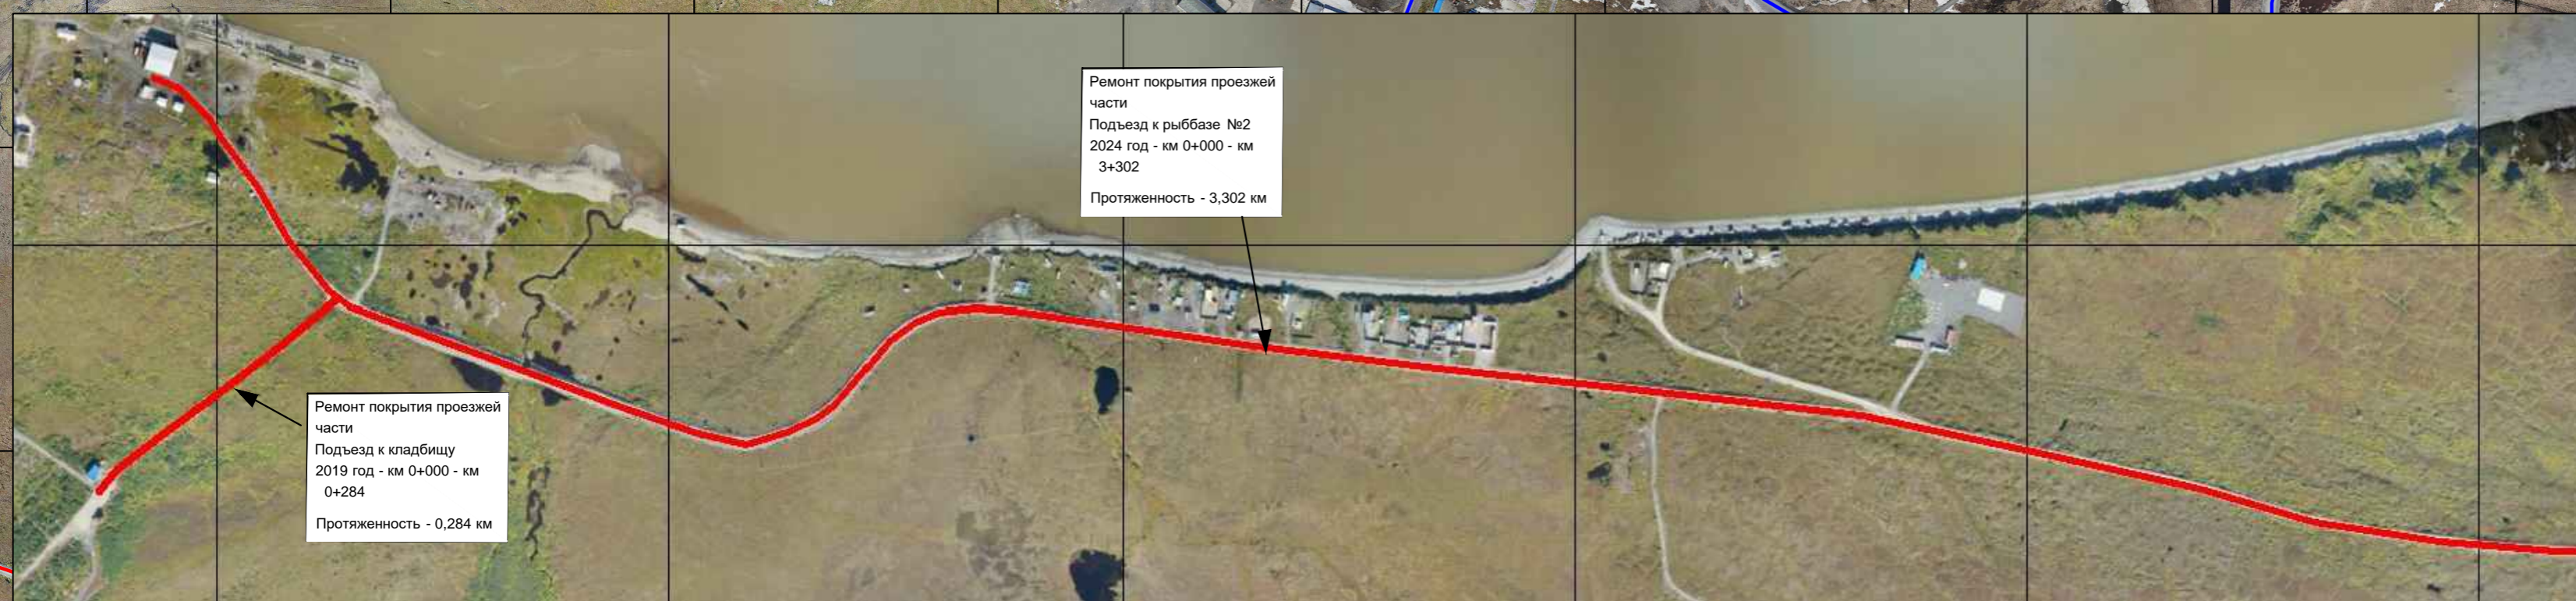 Ремонт покрытия проезжей
части
Подъезд к рыббазе №2
2024 год - км 0+000 - км
3+302
Протяженность - 3,302 км
Ремонт покрытия проезжей
части
Подъезд к кладбищу
2019 год - км 0+000 - км
0+284
Протяженность - 0,284 км